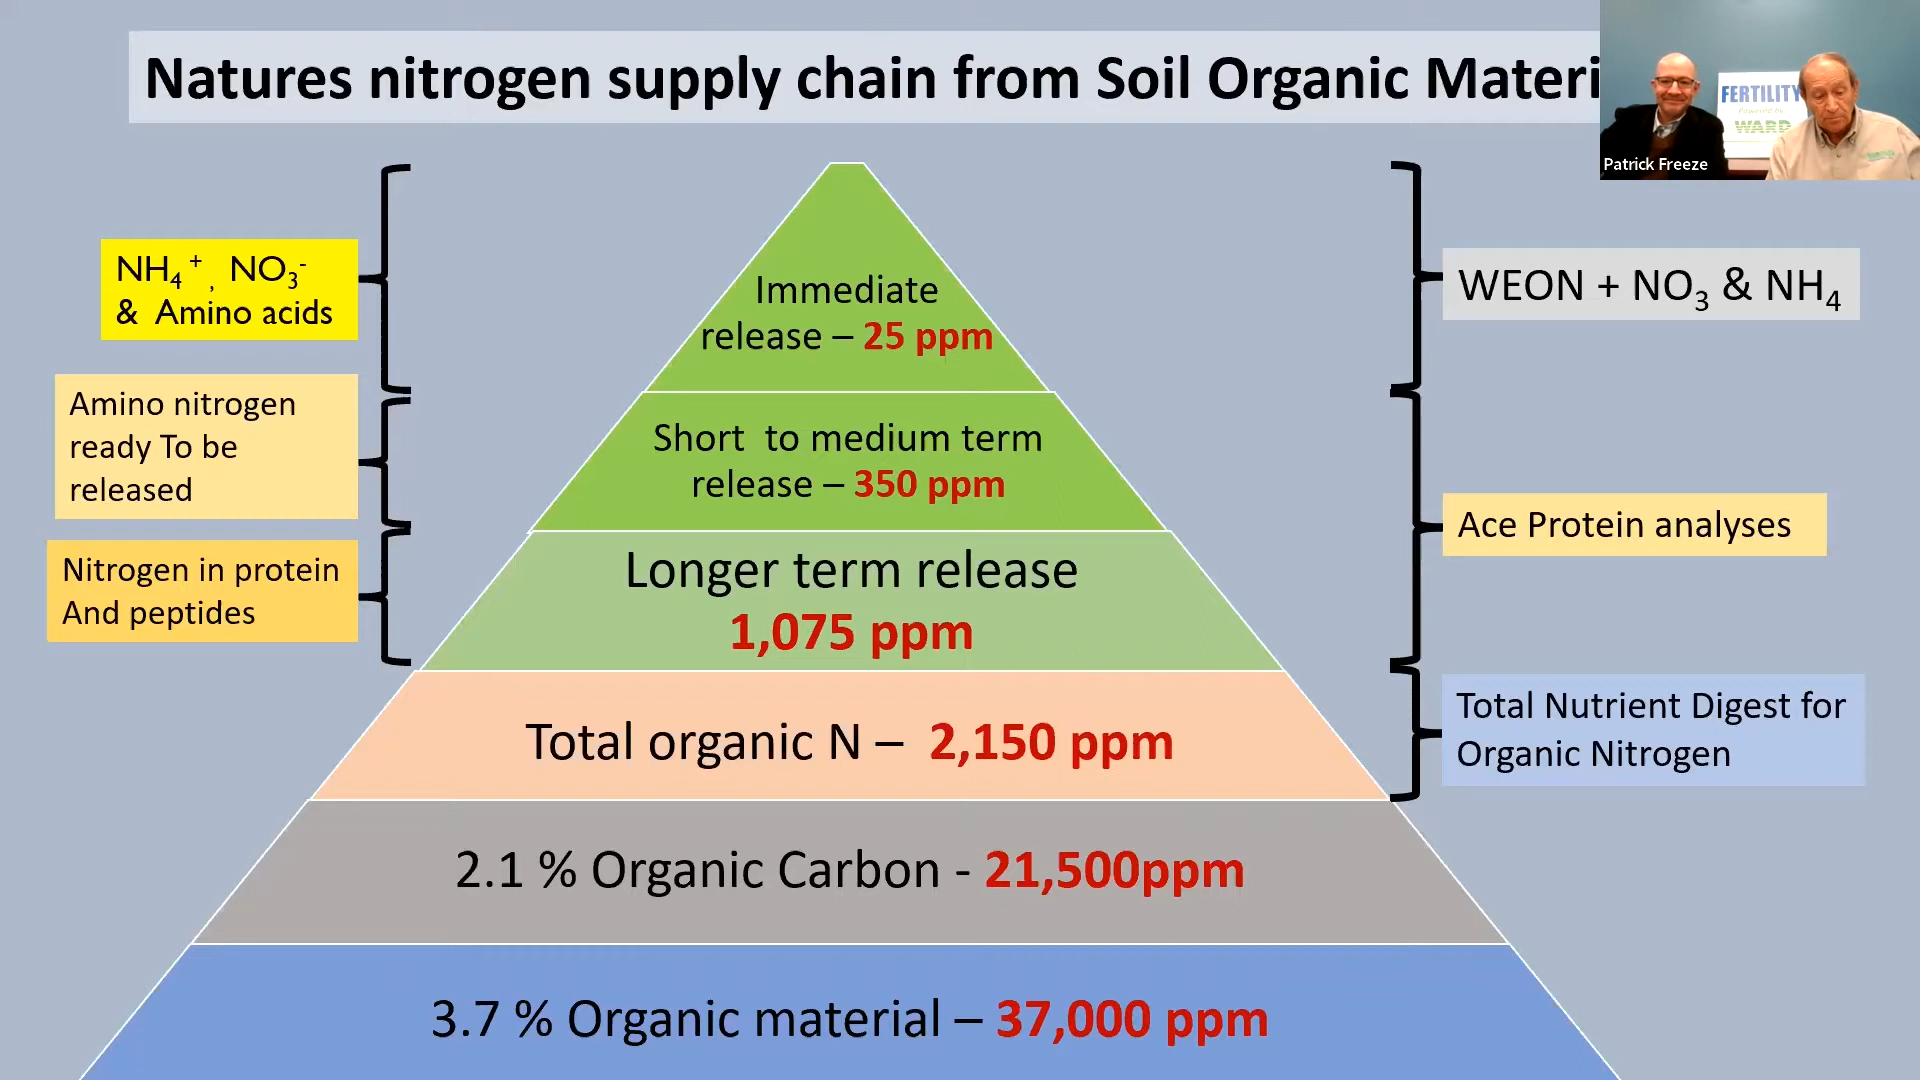 Natures nitrogen supply chain from Soil Organic Materi
FERTILITY
Powered by
WARD
Patrick Freeze
NH₄⁺, NO₃⁻
& Amino acids
Amino nitrogen
ready To be
released
Nitrogen in protein
And peptides
Immediate
release – 25 ppm
Short to medium term
release – 350 ppm
Longer term release
1,075 ppm
Total organic N – 2,150 ppm
2.1 % Organic Carbon - 21,500ppm
3.7 % Organic material – 37,000 ppm
WEON + NO₃ & NH₄
Ace Protein analyses
Total Nutrient Digest for
Organic Nitrogen